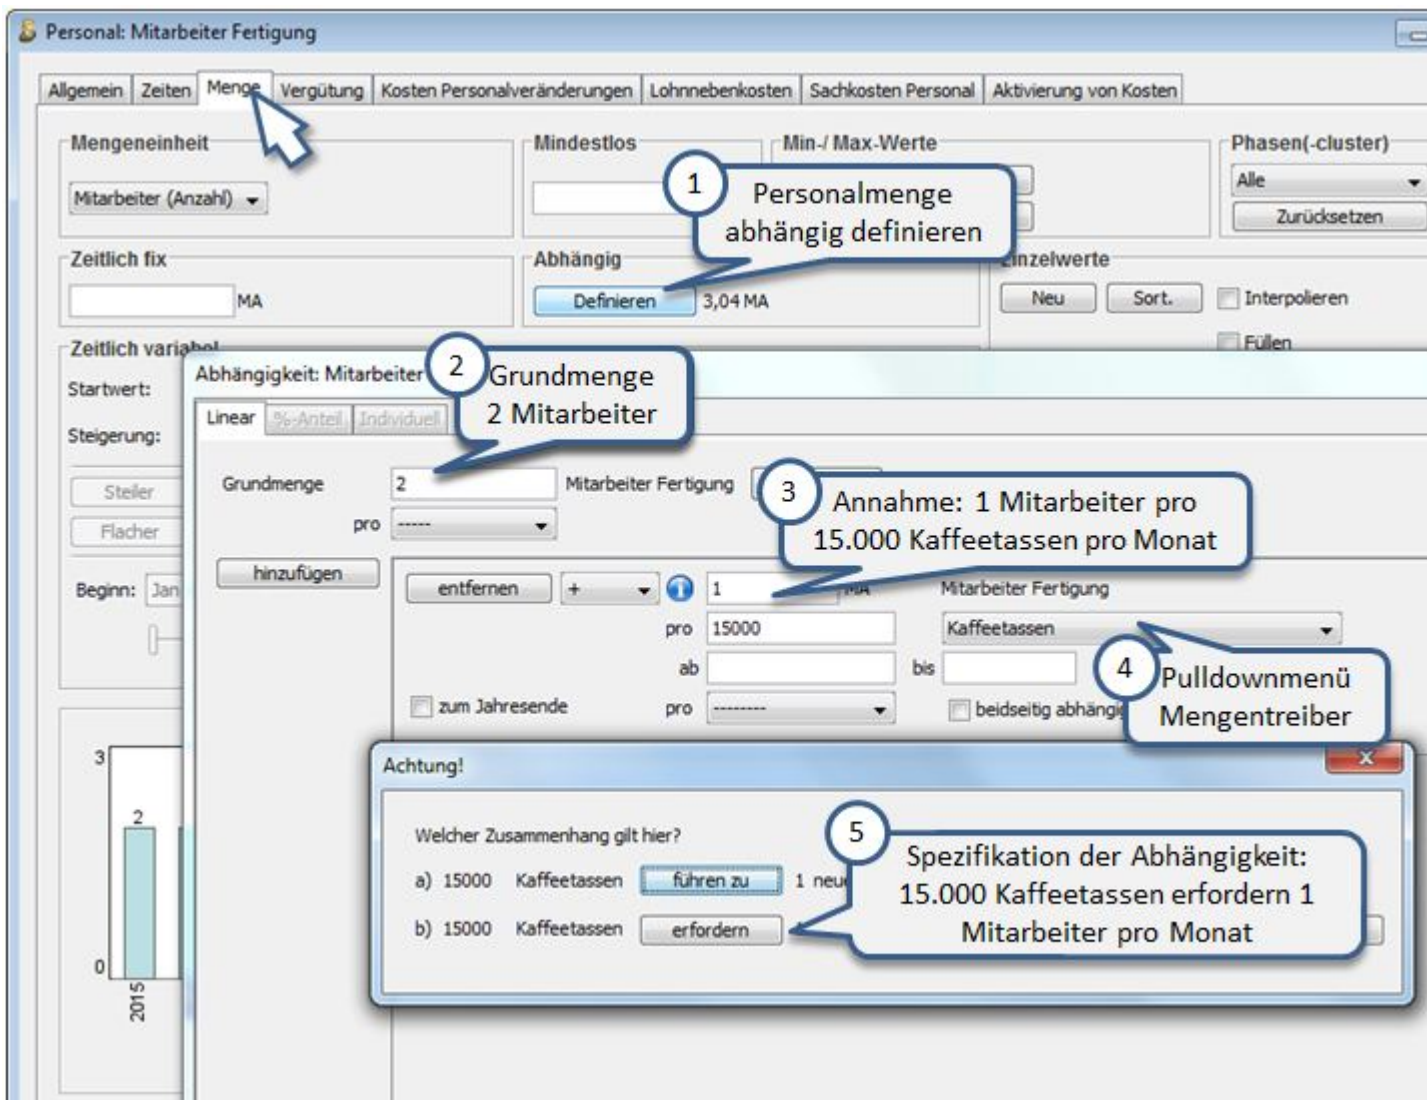 Personal: Mitarbeiter Fertigung
Allgemein Zeiten Menge Vergütung Kosten Personalveränderungen Lohnnebenkosten Sachkosten Personal Aktivierung von Kosten
Mengeneinheit Mindestlos Min-/ Max-Werte Phasen(-cluster)
Mitarbeiter (Anzahl) Alle
Zurücksetzen
1 Personalmenge
abhängig definieren
Zeitlich fix Abhängig Einzelwerte
MA Definieren 3,04 MA Neu Sort. Interpolieren
Füllen
Zeitlich variabel
Startwert:
Steigerung:
Steiler
Flacher
Beginn: Jan
Abhängigkeit: Mitarbeiter
2 Grundmenge
2 Mitarbeiter
Linear %-Anteil Individuell
Grundmenge 2 Mitarbeiter Fertigung
pro -----
3 Annahme: 1 Mitarbeiter pro
15.000 Kaffeetassen pro Monat
hinzufügen entfernen + 1 MA Mitarbeiter Fertigung
pro 15000 Kaffeetassen
ab bis
zum Jahresende pro -------- beidseitig abhängig
4 Pulldownmenü
Mengentreiber
3
2
0
2015
Achtung!
Welcher Zusammenhang gilt hier?
a) 15000 Kaffeetassen führen zu 1
b) 15000 Kaffeetassen erfordern
5 Spezifikation der Abhängigkeit:
15.000 Kaffeetassen erfordern 1
Mitarbeiter pro Monat